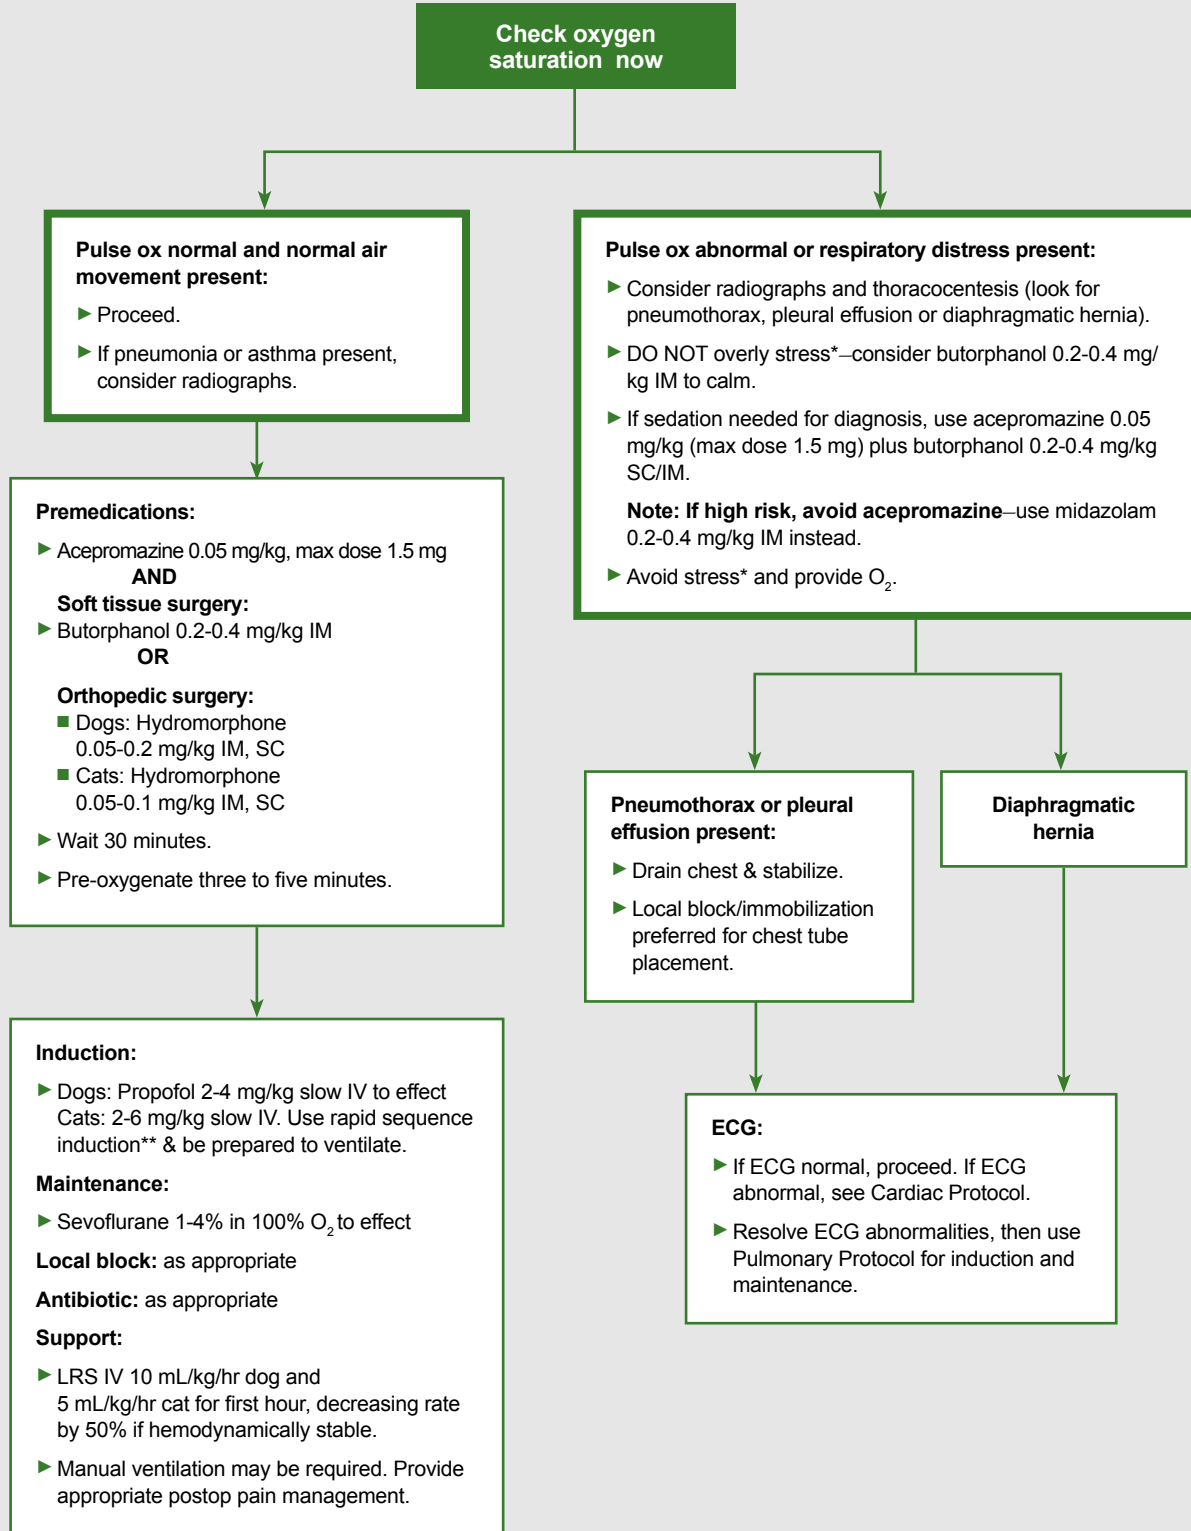 Check oxygen
saturation now
Pulse ox normal and normal air
movement present:
► Proceed.
► If pneumonia or asthma present,
consider radiographs.
Premedications:
► Acepromazine 0.05 mg/kg, max dose 1.5 mg
AND
Soft tissue surgery:
► Butorphanol 0.2-0.4 mg/kg IM
OR
Orthopedic surgery:
■ Dogs: Hydromorphone
0.05-0.2 mg/kg IM, SC
■ Cats: Hydromorphone
0.05-0.1 mg/kg IM, SC
► Wait 30 minutes.
► Pre-oxygenate three to five minutes.
Induction:
► Dogs: Propofol 2-4 mg/kg slow IV to effect
Cats: 2-6 mg/kg slow IV. Use rapid sequence
induction** & be prepared to ventilate.
Maintenance:
► Sevoflurane 1-4% in 100% O₂ to effect
Local block: as appropriate
Antibiotic: as appropriate
Support:
► LRS IV 10 mL/kg/hr dog and
5 mL/kg/hr cat for first hour, decreasing rate
by 50% if hemodynamically stable.
► Manual ventilation may be required. Provide
appropriate postop pain management.
Pulse ox abnormal or respiratory distress present:
► Consider radiographs and thoracocentesis (look for
pneumothorax, pleural effusion or diaphragmatic hernia).
► DO NOT overly stress*–consider butorphanol 0.2-0.4 mg/
kg IM to calm.
► If sedation needed for diagnosis, use acepromazine 0.05
mg/kg (max dose 1.5 mg) plus butorphanol 0.2-0.4 mg/kg
SC/IM.
Note: If high risk, avoid acepromazine–use midazolam
0.2-0.4 mg/kg IM instead.
► Avoid stress* and provide O₂.
Pneumothorax or pleural
effusion present:
► Drain chest & stabilize.
► Local block/immobilization
preferred for chest tube
placement.
Diaphragmatic
hernia
ECG:
► If ECG normal, proceed. If ECG
abnormal, see Cardiac Protocol.
► Resolve ECG abnormalities, then use
Pulmonary Protocol for induction and
maintenance.